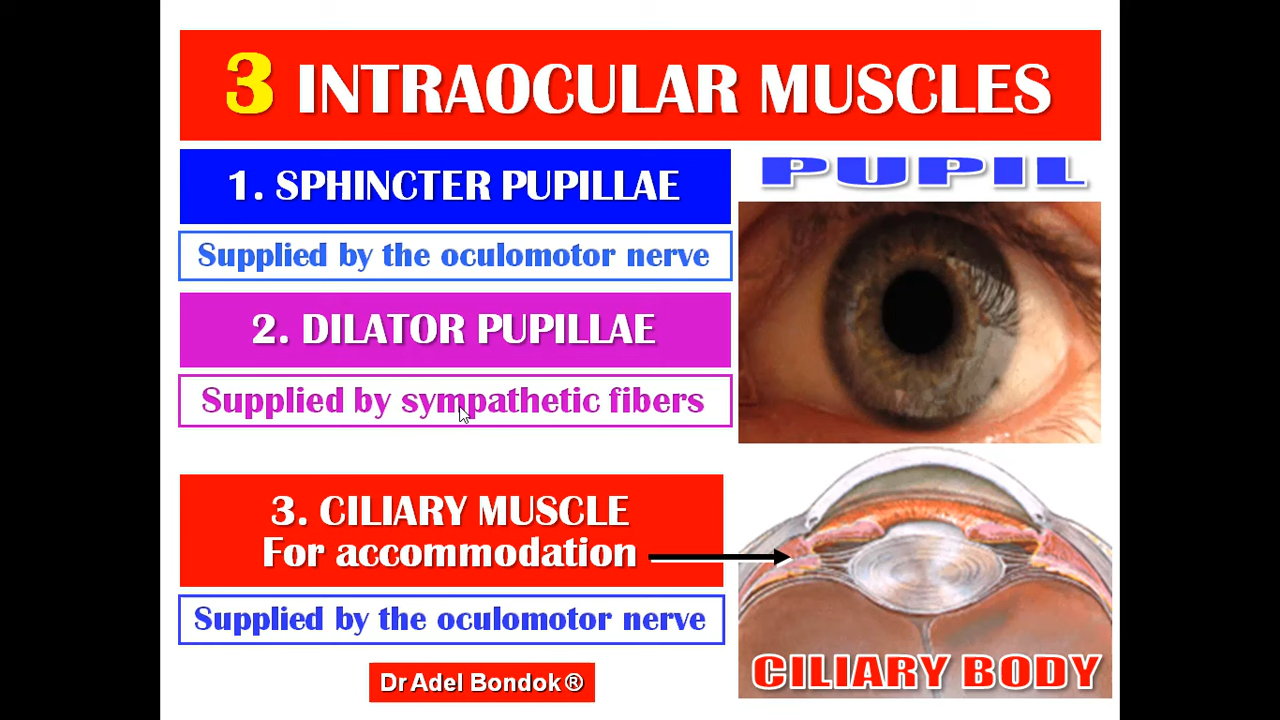 3 INTRAOCULAR MUSCLES
1. SPHINCTER PUPILLAE
Supplied by the oculomotor nerve
2. DILATOR PUPILLAE
Supplied by sympathetic fibers
3. CILIARY MUSCLE
For accommodation
Supplied by the oculomotor nerve
Dr Adel Bondok ®
PUPIL
CILIARY BODY